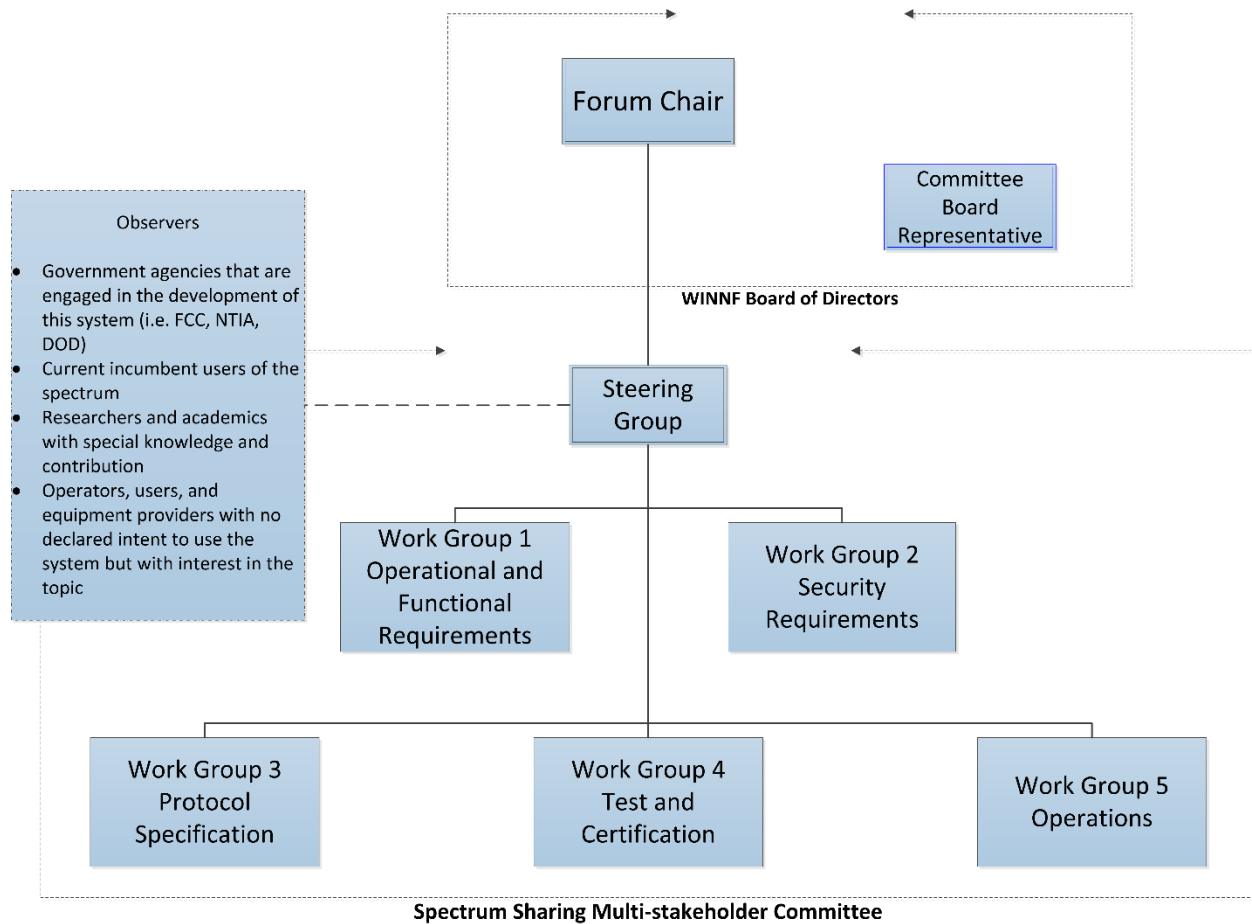 Forum Chair
Committee
Board
Representative
WINNF Board of Directors
Observers
● Government agencies that are
engaged in the development of
this system (i.e. FCC, NTIA,
DOD)
● Current incumbent users of the
spectrum
● Researchers and academics
with special knowledge and
contribution
● Operators, users, and
equipment providers with no
declared intent to use the
system but with interest in the
topic
Steering
Group
Work Group 1
Operational and
Functional
Requirements
Work Group 2
Security
Requirements
Work Group 3
Protocol
Specification
Work Group 4
Test and
Certification
Work Group 5
Operations
Spectrum Sharing Multi-stakeholder Committee